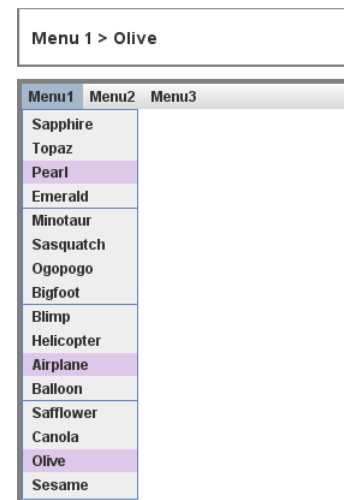 Menu 1 > Olive
Menu1 Menu2 Menu3
Sapphire
Topaz
Pearl
Emerald
Minotaur
Sasquatch
Ogopogo
Bigfoot
Blimp
Helicopter
Airplane
Balloon
Safflower
Canola
Olive
Sesame